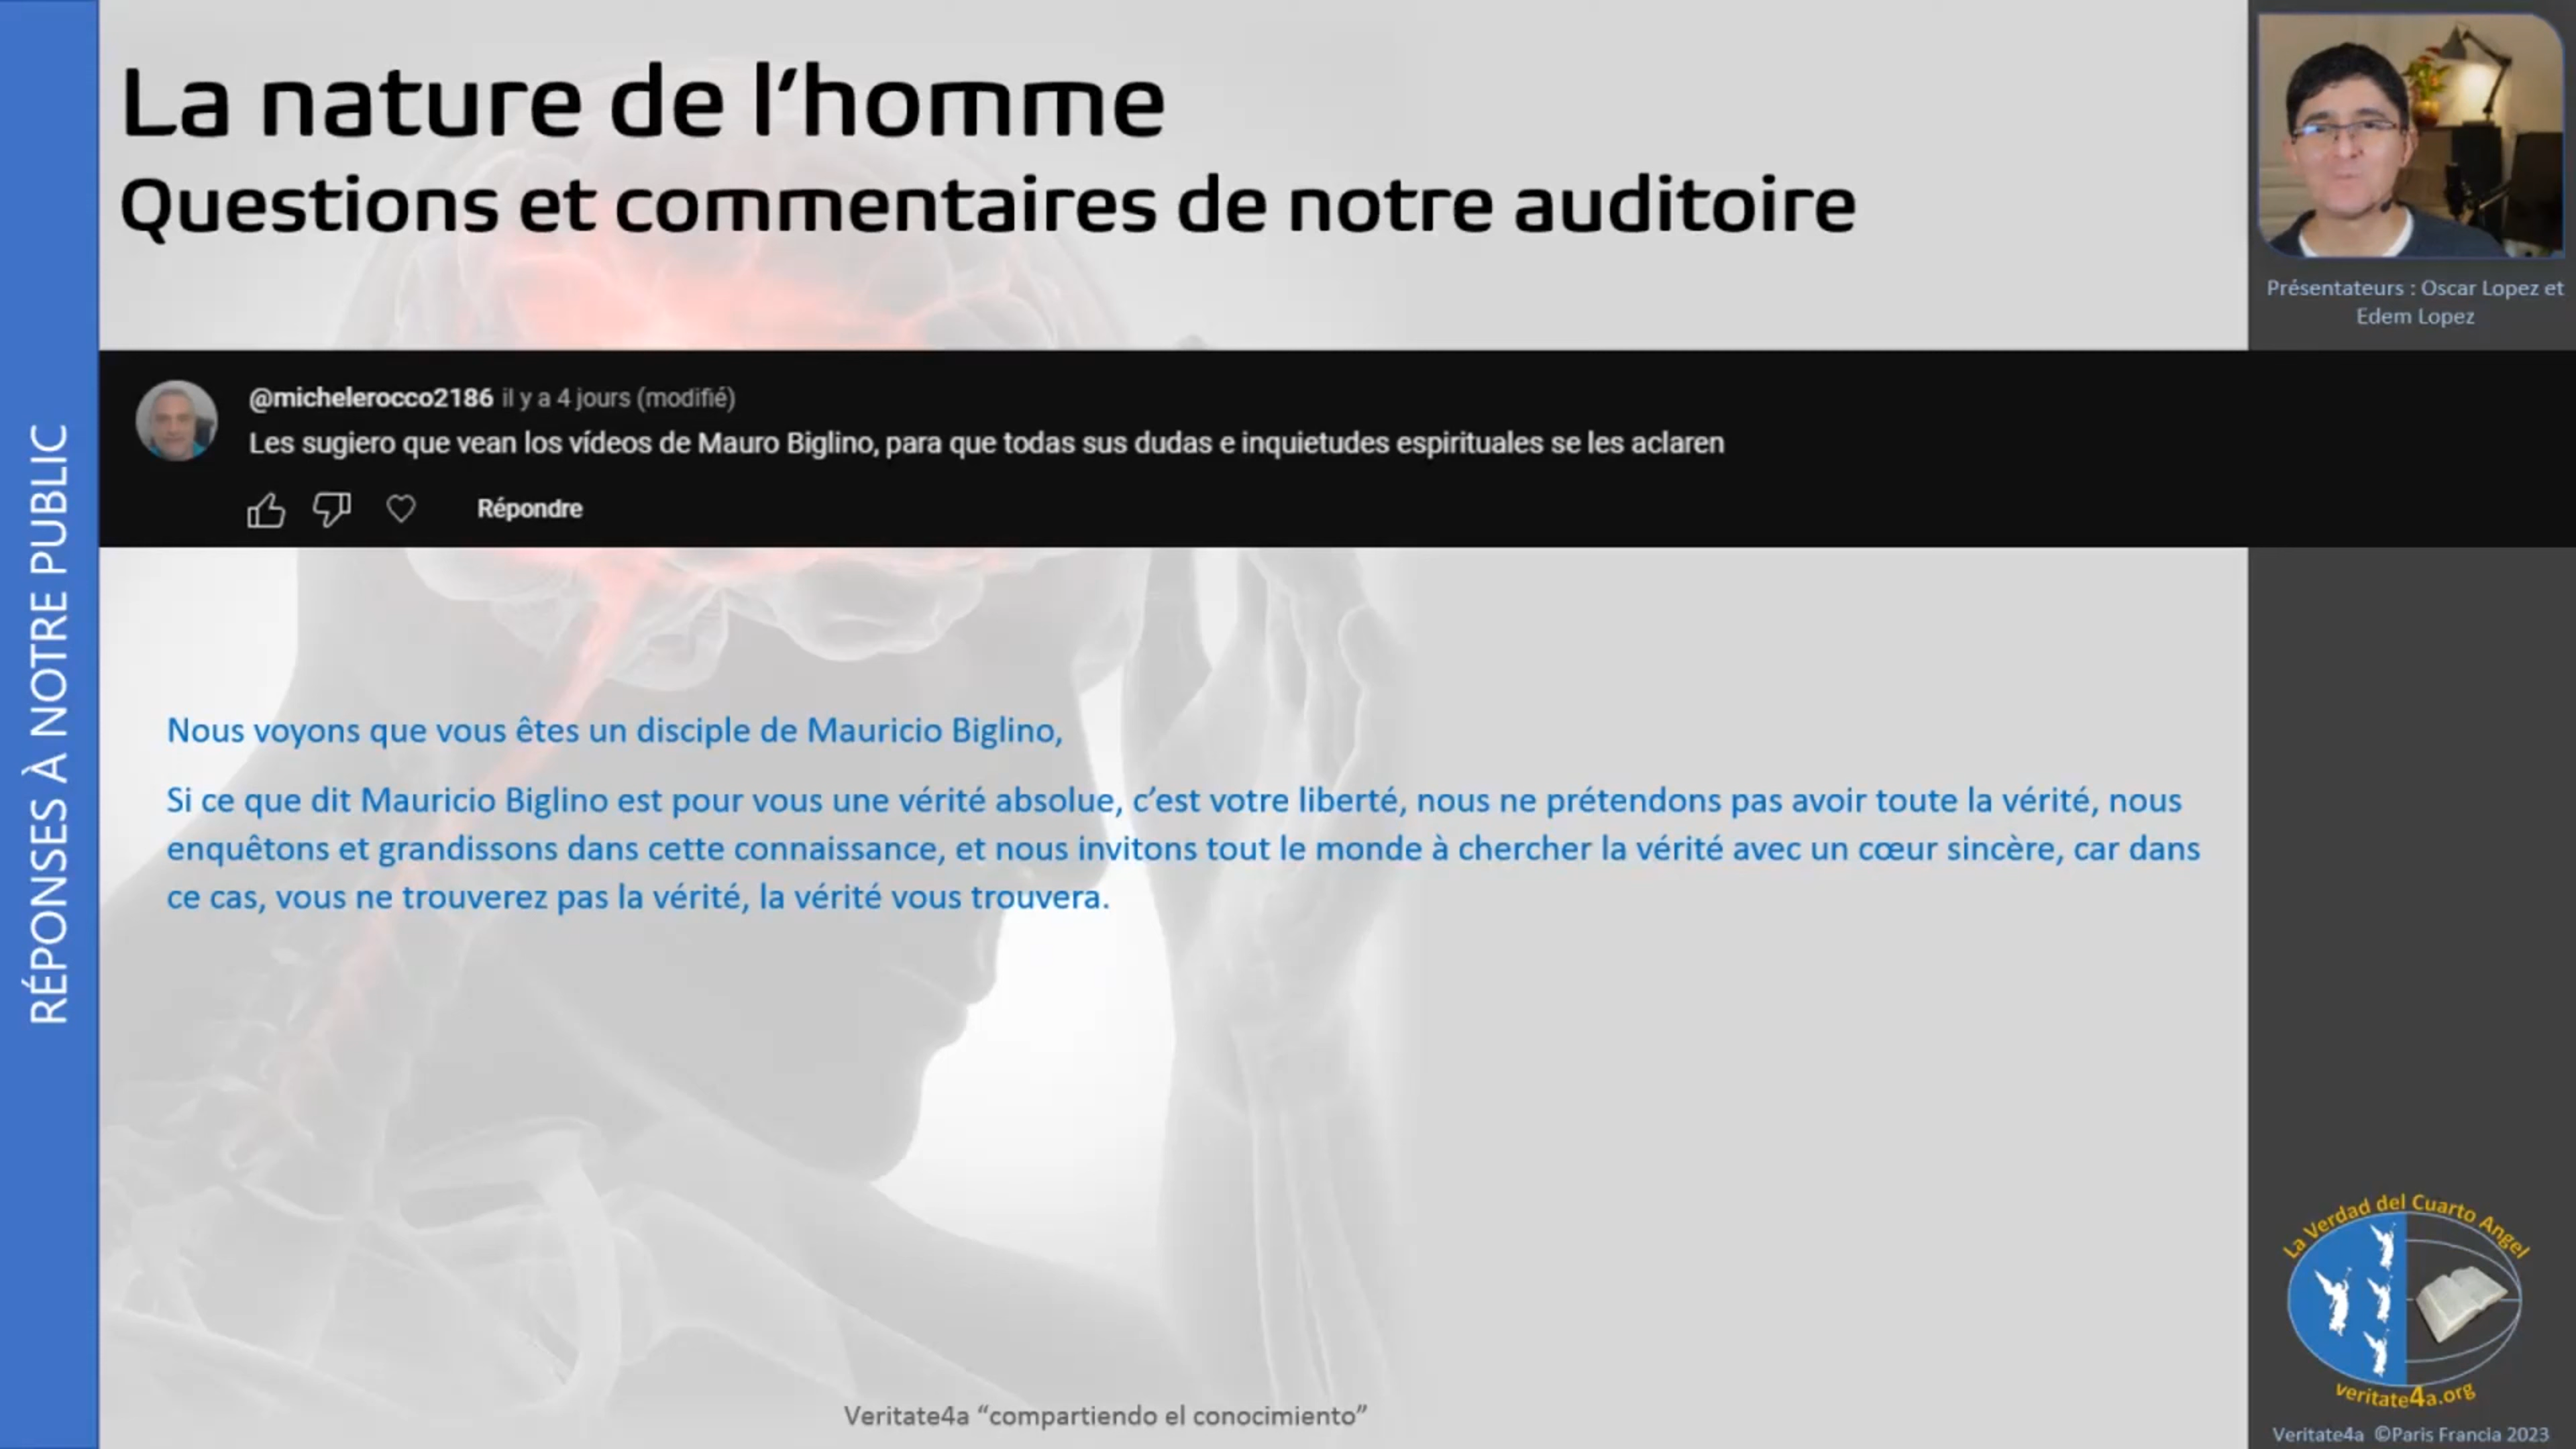 La nature de l’homme
Questions et commentaires de notre auditoire
Présentateurs : Oscar Lopez et
Edem Lopez
RÉPONSES À NOTRE PUBLIC
@michelerocco2186 il y a 4 jours (modifié)
Les sugiero que vean los vídeos de Mauro Biglino, para que todas sus dudas e inquietudes espirituales se les aclaren
Répondre
Nous voyons que vous êtes un disciple de Mauricio Biglino,
Si ce que dit Mauricio Biglino est pour vous une vérité absolue, c’est votre liberté, nous ne prétendons pas avoir toute la vérité, nous
enquêtons et grandissons dans cette connaissance, et nous invitons tout le monde à chercher la vérité avec un cœur sincère, car dans
ce cas, vous ne trouverez pas la vérité, la vérité vous trouvera.
La Verdad del Cuarto Angel
veritate4a.org
Veritate4a “compartiendo el conocimiento”
Veritate4a ©Paris Francia 2023